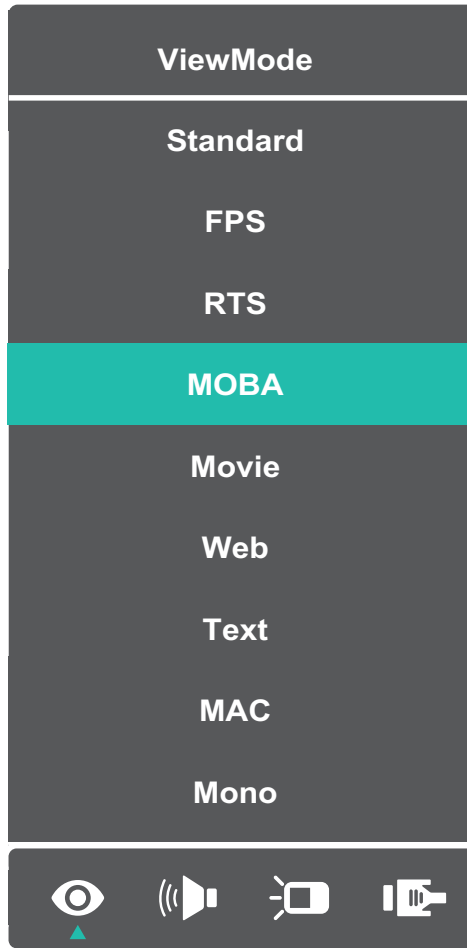 ViewMode
Standard
FPS
RTS
MOBA
Movie
Web
Text
MAC
Mono